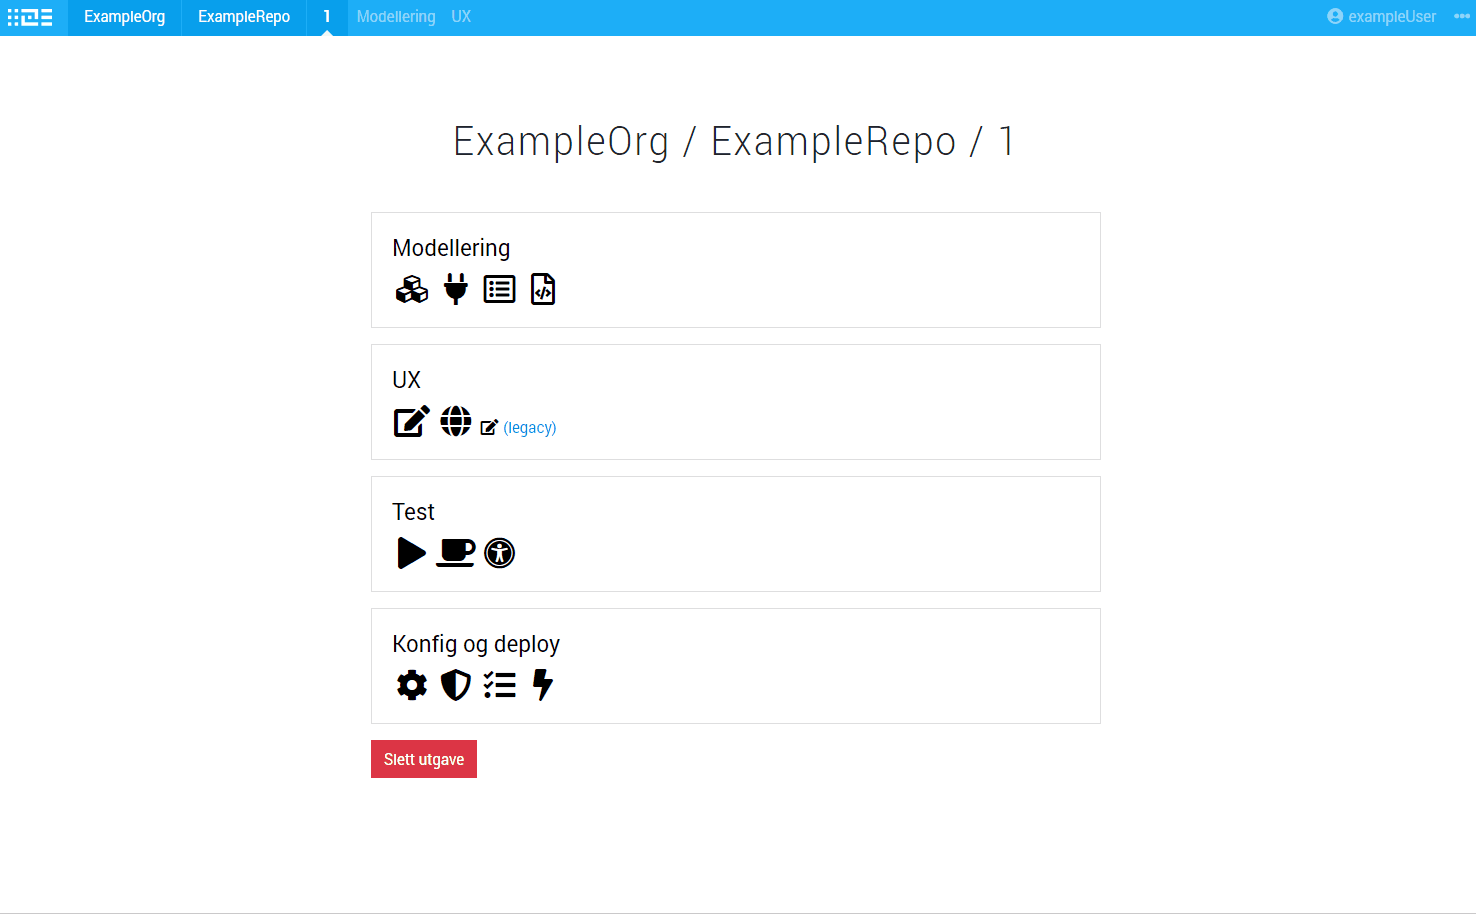 ExampleOrg ExampleRepo 1 Modellering UX exampleUser
ExampleOrg / ExampleRepo / 1
Modellering
UX
(legacy)
Test
Konfig og deploy
Slett utgave